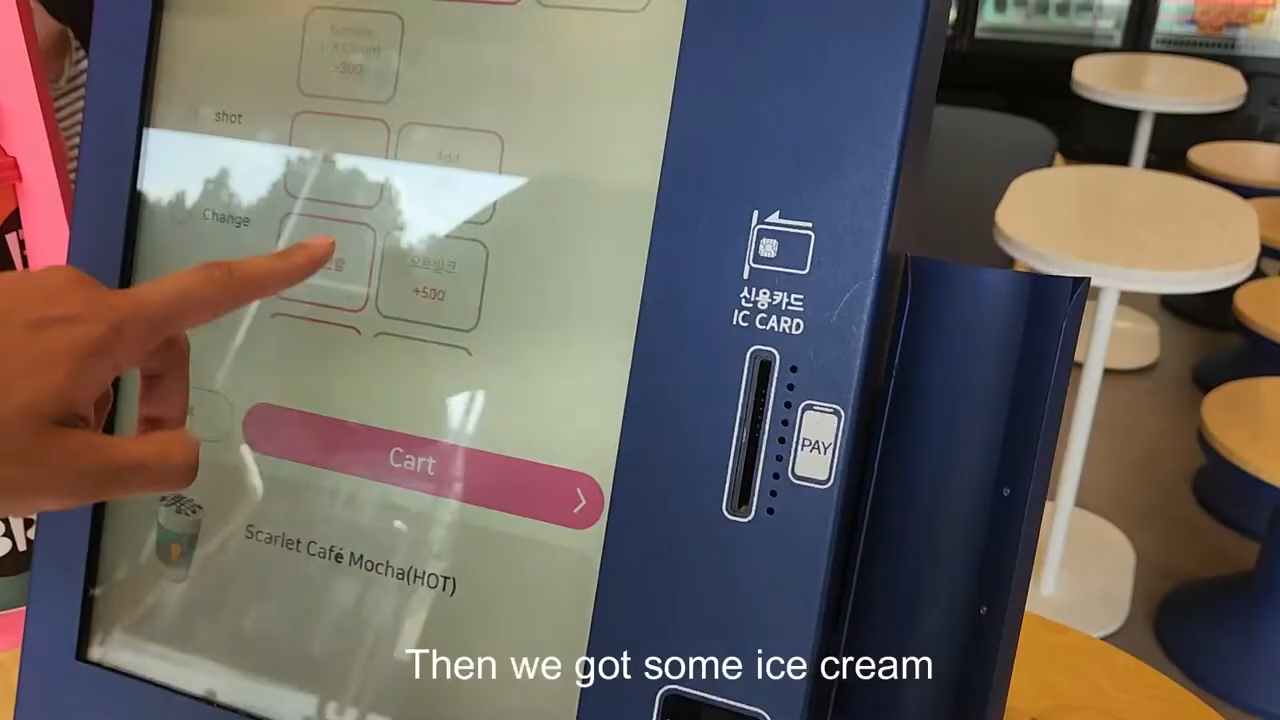 -300
shot
Add
Change
오트밀크
+500
신용카드
IC CARD
PAY
Cart
Scarlet Café Mocha(HOT)
Then we got some ice cream